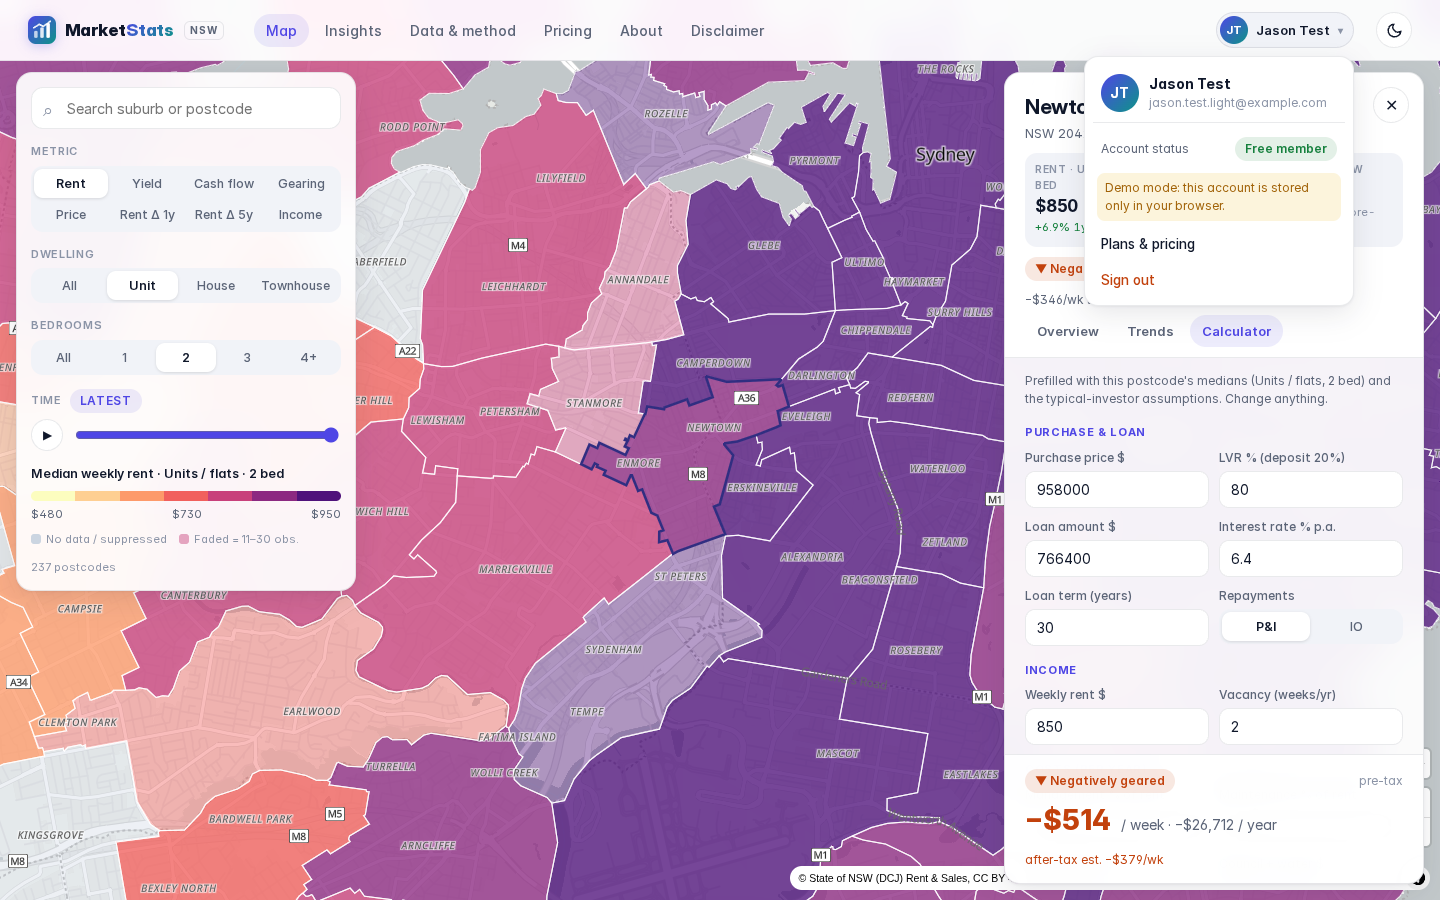 MarketStats NSW Map Insights Data & method Pricing About Disclaimer JT Jason Test
Search suburb or postcode
METRIC
Rent Yield Cash flow Gearing
Price Rent Δ 1y Rent Δ 5y Income
DWELLING
All Unit House Townhouse
BEDROOMS
All 1 2 3 4+
TIME LATEST
Median weekly rent · Units / flats · 2 bed
$480 $730 $950
No data / suppressed Faded = 11–30 obs.
237 postcodes
THE ROCKS
ROZELLE
RODD POINT
PYRMONT
Sydney
LILYFIELD
M4
GLEBE
ULTIMO
HAYMARKET
ANNANDALE
LEICHHARDT
SURRY HILLS
CHIPPENDALE
A22
CAMPERDOWN
DARLINGTON
STANMORE
A36
REDFERN
PETERSHAM
LEWISHAM
EVELEIGH
NEWTOWN
ENMORE
M8
WATERLOO
ERSKINEVILLE
M1
ZETLAND
ALEXANDRIA
BEACONSFIELD
MARRICKVILLE
ST PETERS
CANTERBURY
CAMPSIE
SYDENHAM
ROSEBERY
A34
M1
EARLWOOD
TEMPE
CLEMTON PARK
FATIMA ISLAND
MASCOT
TURRELLA
WOLLI CREEK
EASTLAKES
BARDWELL PARK
M5
M8
KINGSGROVE
ARNCLIFFE
M8
M1
BEXLEY NORTH
© State of NSW (DCJ) Rent & Sales, CC BY
JT Jason Test
jason.test.light@example.com
Account status Free member
Demo mode: this account is stored
only in your browser.
Plans & pricing
Sign out
NSW 204
BED
$850
+6.9% 1y
−$346/wk
Overview Trends Calculator
Prefilled with this postcode's medians (Units / flats, 2 bed) and
the typical-investor assumptions. Change anything.
PURCHASE & LOAN
Purchase price $ LVR % (deposit 20%)
958000 80
Loan amount $ Interest rate % p.a.
766400 6.4
Loan term (years) Repayments
30 P&I IO
INCOME
Weekly rent $ Vacancy (weeks/yr)
850 2
▼ Negatively geared pre-tax
−$514 / week · −$26,712 / year
after-tax est. −$379/wk